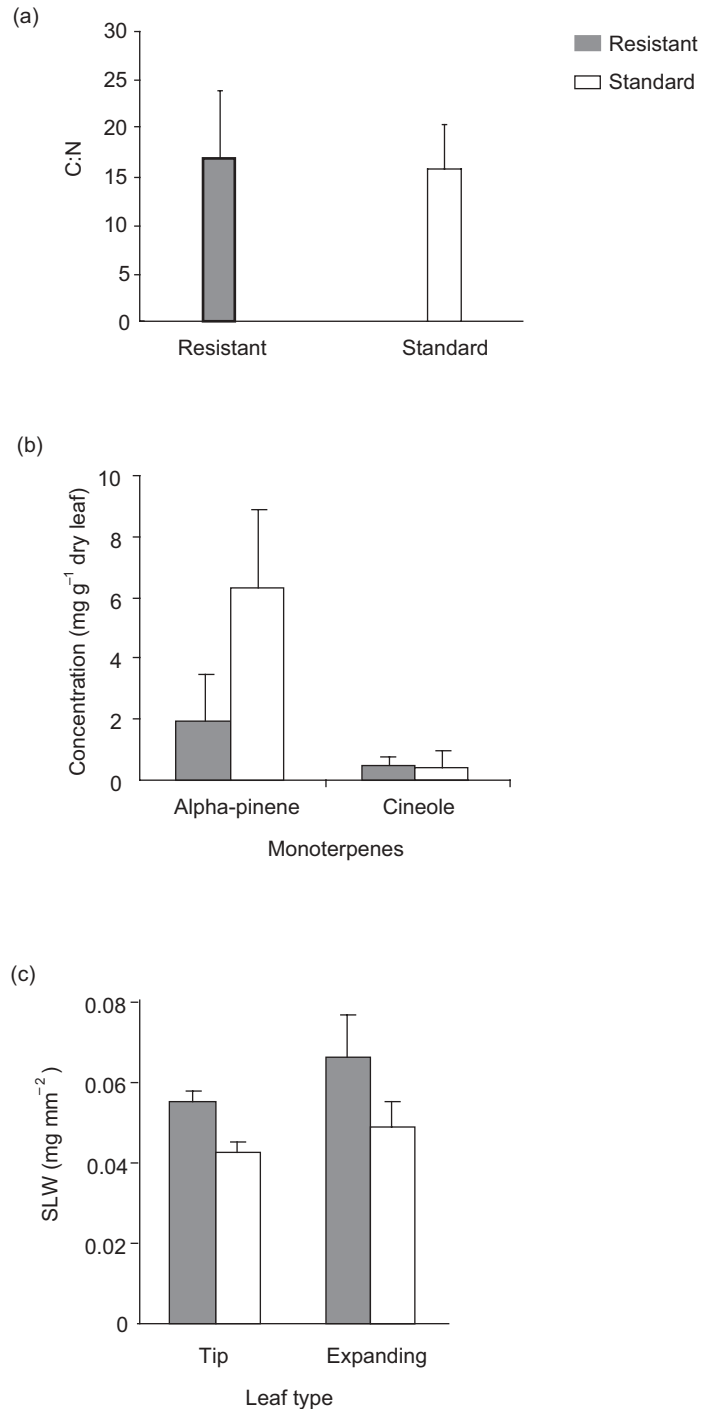 (a)
30
25
20
15
10
5
0
C:N
Resistant
Standard
Resistant
Standard
(b)
10
8
6
4
2
0
Concentration (mg g⁻¹ dry leaf)
Alpha-pinene
Cineole
Monoterpenes
(c)
0.08
0.06
0.04
0.02
0
SLW (mg mm⁻²)
Tip
Expanding
Leaf type